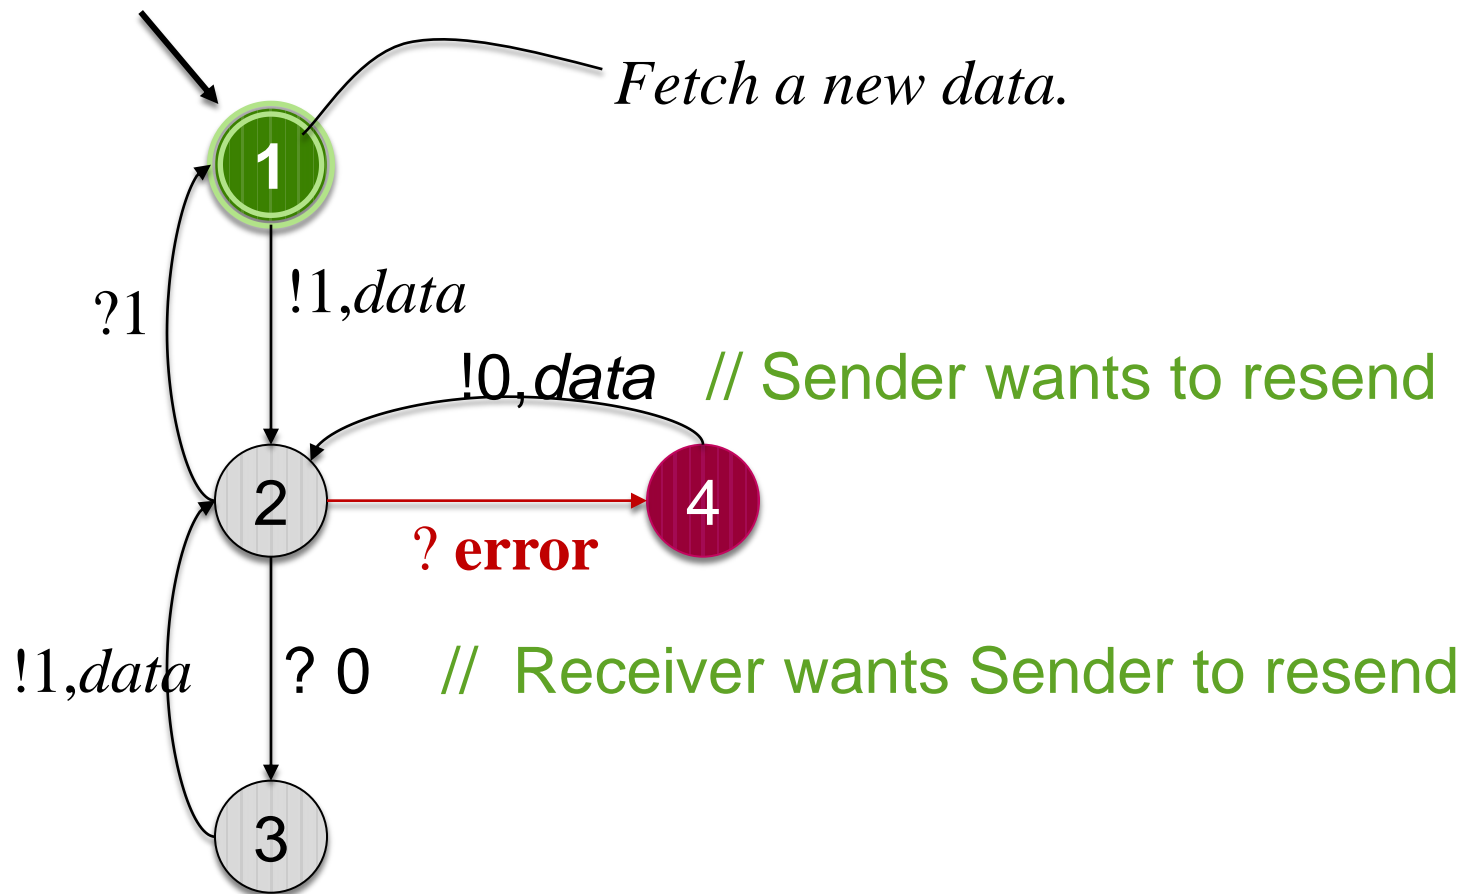 Fetch a new data.
1
?1
!1,data
!0,data // Sender wants to resend
2
4
? error
!1,data
? 0 // Receiver wants Sender to resend
3